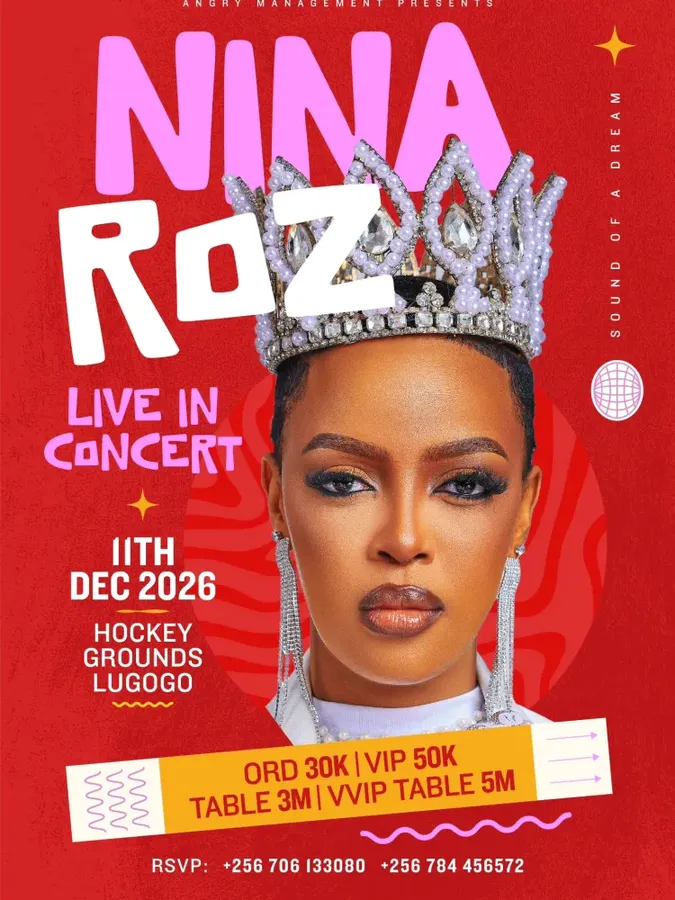 ANGRY MANAGEMENT PRESENTS
NINA
RoZ
SOUND OF A DREAM
LIVE IN
CoNCERT
11TH
DEC 2026
HOCKEY
GROUNDS
LUGOGO
ORD 30K | VIP 50K
TABLE 3M | VVIP TABLE 5M
RSVP: +256 706 133080 +256 784 456572